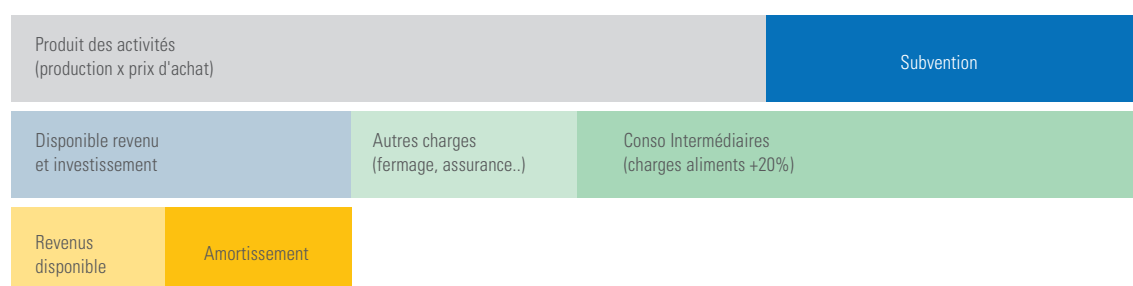 Produit des activités
(production x prix d'achat)
Subvention
Disponible revenu
et investissement
Autres charges
(fermage, assurance..)
Conso Intermédiaires
(charges aliments +20%)
Revenus
disponible
Amortissement